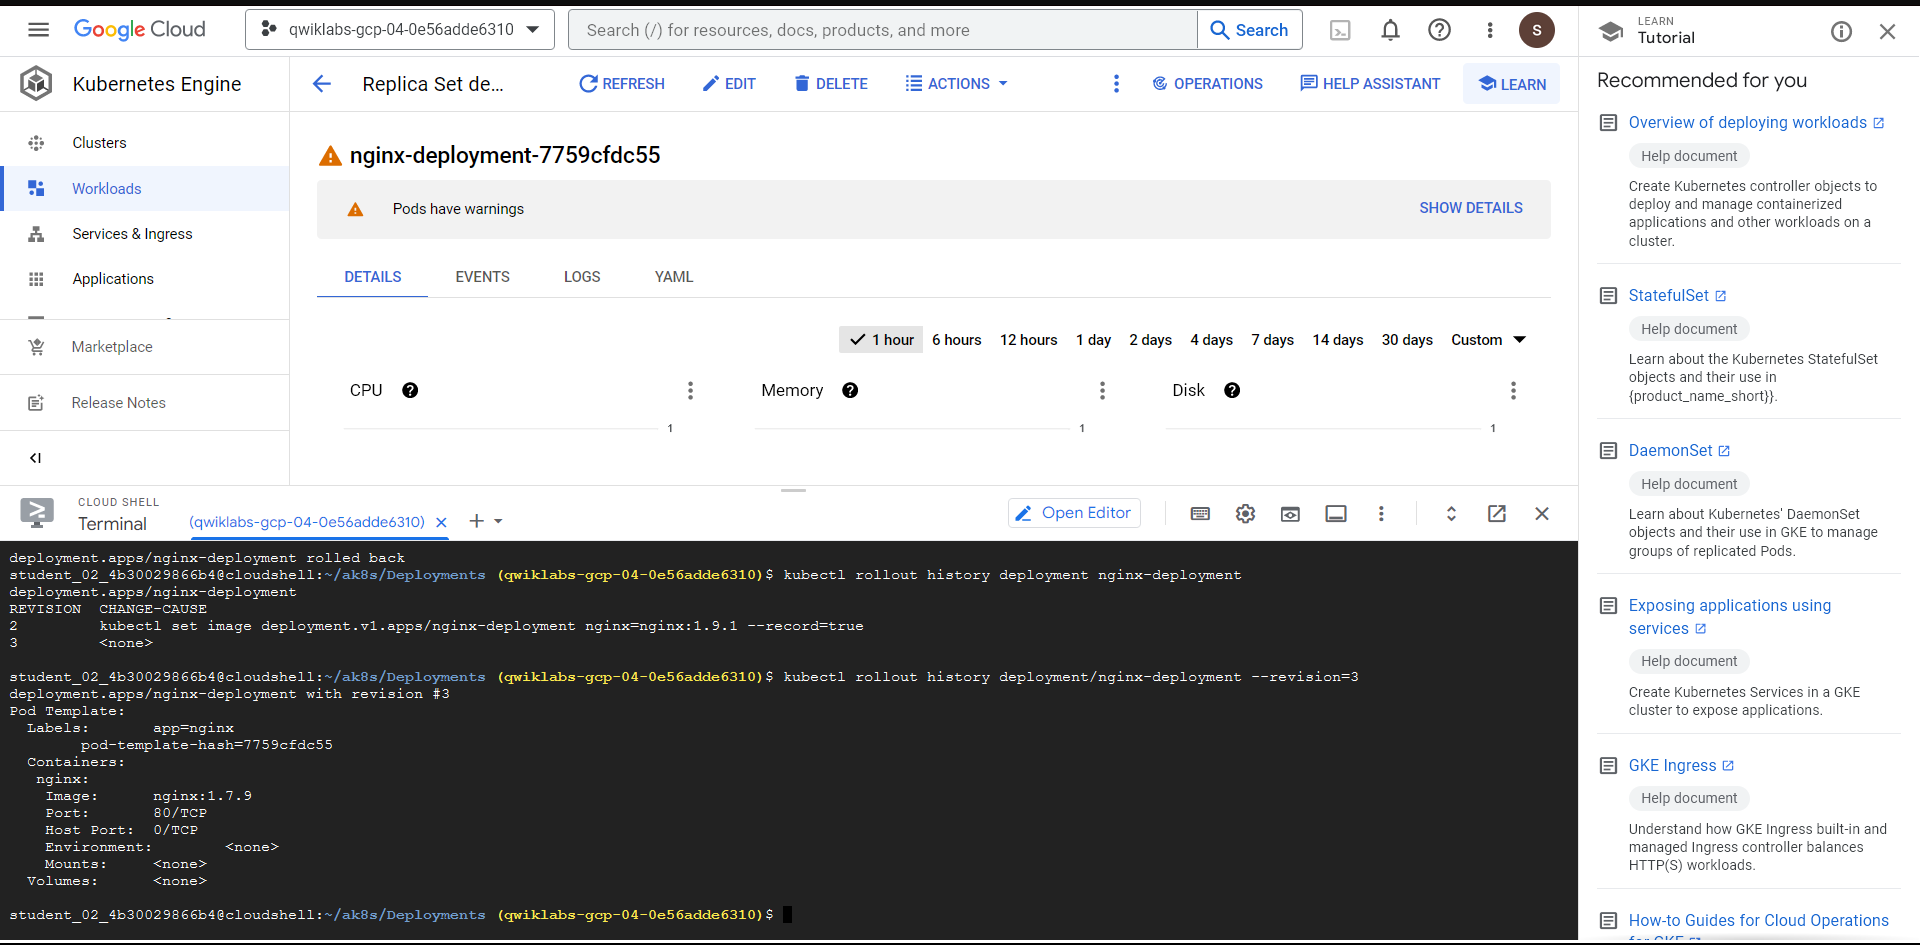 Google Cloud
qwiklabs-gcp-04-0e56adde6310
Search (/) for resources, docs, products, and more
Search
S
LEARN
Tutorial
Kubernetes Engine
Replica Set de...
REFRESH
EDIT
DELETE
ACTIONS
OPERATIONS
HELP ASSISTANT
LEARN
Clusters
Workloads
Services & Ingress
Applications
Marketplace
Release Notes
nginx-deployment-7759cfdc55
Pods have warnings
SHOW DETAILS
DETAILS
EVENTS
LOGS
YAML
1 hour
6 hours
12 hours
1 day
2 days
4 days
7 days
14 days
30 days
Custom
CPU
Memory
Disk
1
1
1
Recommended for you
Overview of deploying workloads
Help document
Create Kubernetes controller objects to
deploy and manage containerized
applications and other workloads on a
cluster.
StatefulSet
Help document
Learn about the Kubernetes StatefulSet
objects and their use in
{product_name_short}}.
DaemonSet
Help document
Learn about Kubernetes' DaemonSet
objects and their use in GKE to manage
groups of replicated Pods.
Exposing applications using
services
Help document
Create Kubernetes Services in a GKE
cluster to expose applications.
GKE Ingress
Help document
Understand how GKE Ingress built-in and
managed Ingress controller balances
HTTP(S) workloads.
How-to Guides for Cloud Operations
for GKE
CLOUD SHELL
Terminal
(qwiklabs-gcp-04-0e56adde6310)
Open Editor
deployment.apps/nginx-deployment rolled back
student_02_4b30029866b4@cloudshell:~/ak8s/Deployments (qwiklabs-gcp-04-0e56adde6310)$ kubectl rollout history deployment nginx-deployment
deployment.apps/nginx-deployment
REVISION  CHANGE-CAUSE
2         kubectl set image deployment.v1.apps/nginx-deployment nginx=nginx:1.9.1 --record=true
3         <none>
student_02_4b30029866b4@cloudshell:~/ak8s/Deployments (qwiklabs-gcp-04-0e56adde6310)$ kubectl rollout history deployment/nginx-deployment --revision=3
deployment.apps/nginx-deployment with revision #3
Pod Template:
  Labels:       app=nginx
        pod-template-hash=7759cfdc55
  Containers:
   nginx:
    Image:      nginx:1.7.9
    Port:       80/TCP
    Host Port:  0/TCP
    Environment:        <none>
    Mounts:     <none>
  Volumes:      <none>
student_02_4b30029866b4@cloudshell:~/ak8s/Deployments (qwiklabs-gcp-04-0e56adde6310)$